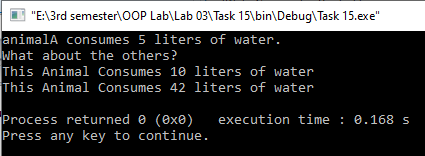 "E:\3rd semester\OOP Lab\Lab 03\Task 15\bin\Debug\Task 15.exe"
animalA consumes 5 liters of water.
What about the others?
This Animal Consumes 10 liters of water
This Animal Consumes 42 liters of water
Process returned 0 (0x0)   execution time : 0.168 s
Press any key to continue.